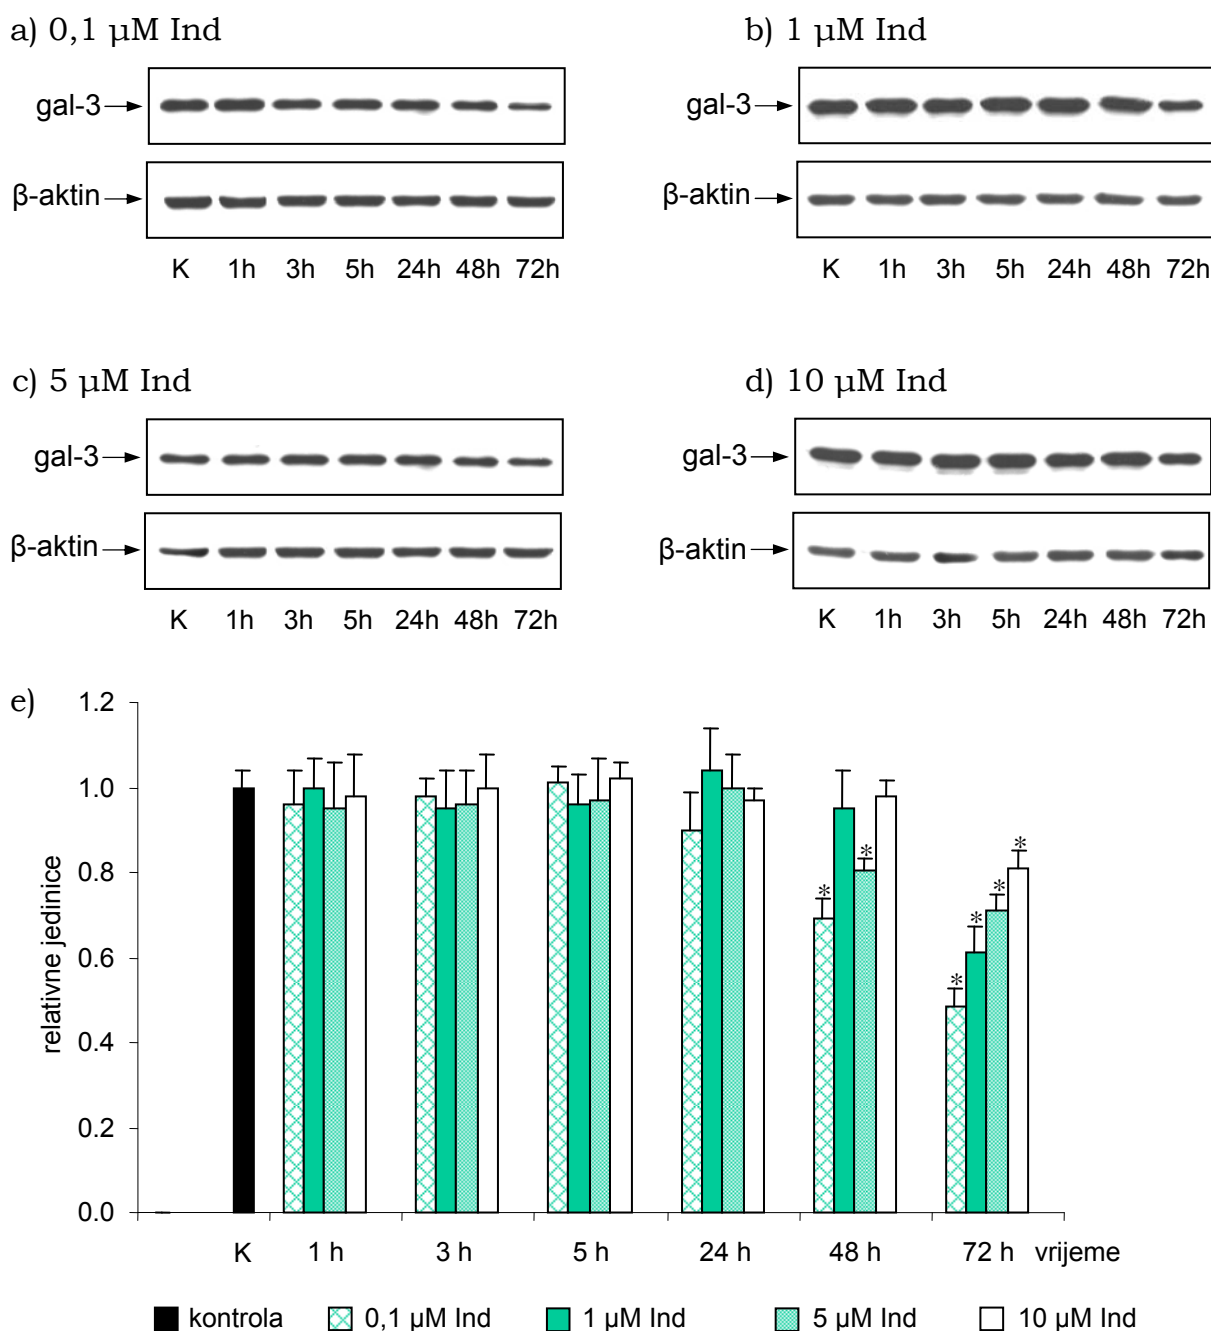 a) 0,1 µM Ind
gal-3
β-aktin
K 1h 3h 5h 24h 48h 72h
b) 1 µM Ind
gal-3
β-aktin
K 1h 3h 5h 24h 48h 72h
c) 5 µM Ind
gal-3
β-aktin
K 1h 3h 5h 24h 48h 72h
d) 10 µM Ind
gal-3
β-aktin
K 1h 3h 5h 24h 48h 72h
e)
relativne jedinice
1.2
1.0
0.8
0.6
0.4
0.2
0.0
* * * * * *
K 1 h 3 h 5 h 24 h 48 h 72 h vrijeme
kontrola 0,1 µM Ind 1 µM Ind 5 µM Ind 10 µM Ind